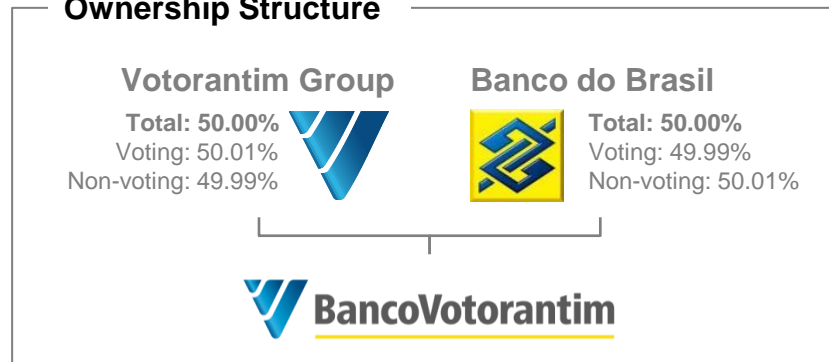 Ownership Structure
Votorantim Group
Total: 50.00%
Voting: 50.01%
Non-voting: 49.99%
Banco do Brasil
Total: 50.00%
Voting: 49.99%
Non-voting: 50.01%
BancoVotorantim